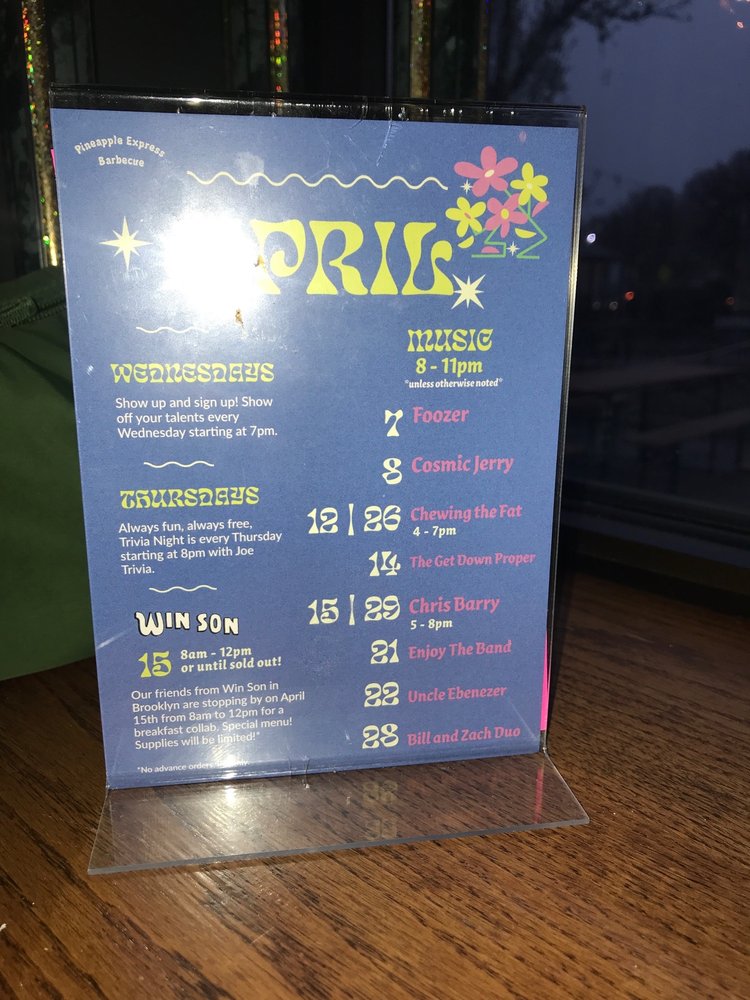 Pineapple Express
Barbecue
PRIL
WEDNESDAYS
Show up and sign up! Show
off your talents every
Wednesday starting at 7pm.
THURSDAYS
Always fun, always free,
Trivia Night is every Thursday
starting at 8pm with Joe
Trivia.
WIN SON
15 8am - 12pm
or until sold out!
Our friends from Win Son in
Brooklyn are stopping by on April
15th from 8am to 12pm for a
breakfast collab. Special menu!
Supplies will be limited!*
*No advance orders,
MUSIC
8 - 11pm
*unless otherwise noted*
7 Foozer
8 Cosmic Jerry
12 | 26 Chewing the Fat
4 - 7pm
14 The Get Down Proper
15 | 29 Chris Barry
5 - 8pm
21 Enjoy The Band
22 Uncle Ebenezer
28 Bill and Zach Duo